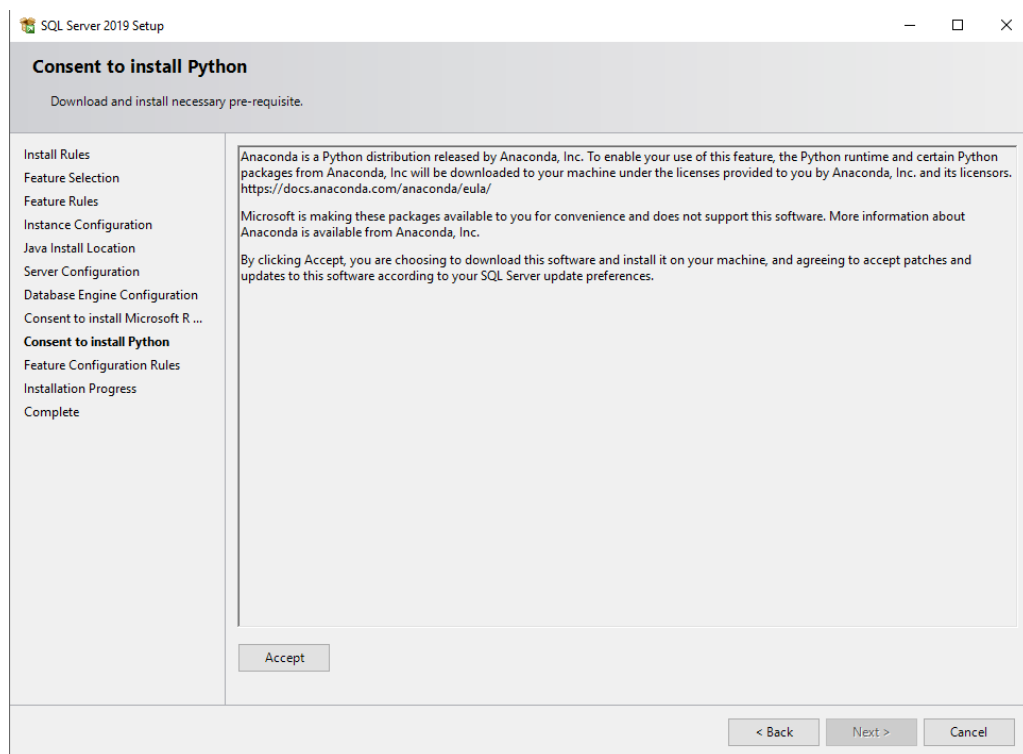 SQL Server 2019 Setup
Consent to install Python
Download and install necessary pre-requisite.
Install Rules
Feature Selection
Feature Rules
Instance Configuration
Java Install Location
Server Configuration
Database Engine Configuration
Consent to install Microsoft R ...
Consent to install Python
Feature Configuration Rules
Installation Progress
Complete
Anaconda is a Python distribution released by Anaconda, Inc. To enable your use of this feature, the Python runtime and certain Python
packages from Anaconda, Inc will be downloaded to your machine under the licenses provided to you by Anaconda, Inc. and its licensors.
https://docs.anaconda.com/anaconda/eula/
Microsoft is making these packages available to you for convenience and does not support this software. More information about
Anaconda is available from Anaconda, Inc.
By clicking Accept, you are choosing to download this software and install it on your machine, and agreeing to accept patches and
updates to this software according to your SQL Server update preferences.
Accept
< Back
Next >
Cancel